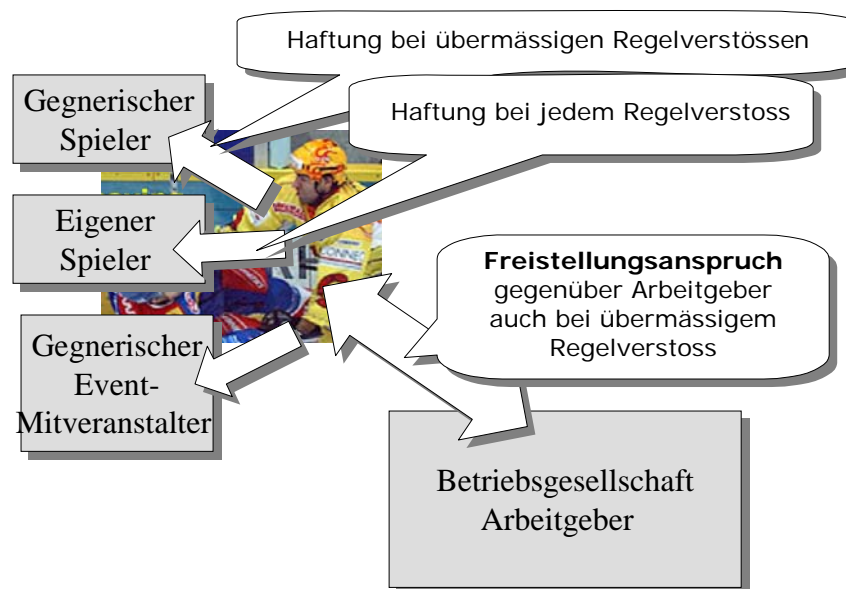 Haftung bei übermässigen Regelverstössen
Haftung bei jedem Regelverstoss
Gegnerischer
Spieler
Eigener
Spieler
Gegnerischer
Event-
Mitveranstalter
Freistellungsanspruch
gegenüber Arbeitgeber
auch bei übermässigem
Regelverstoss
Betriebsgesellschaft
Arbeitgeber